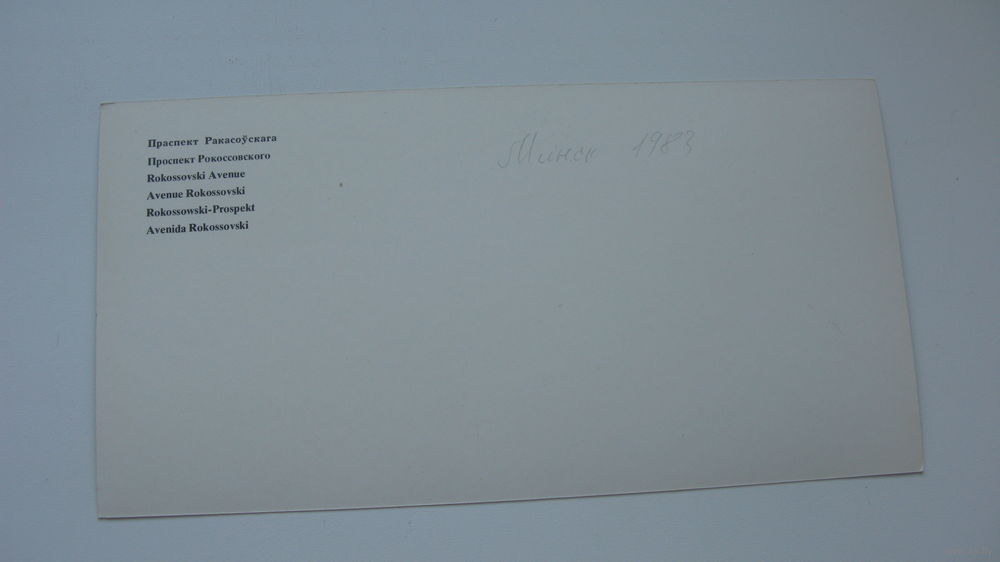 Праспект Ракасоўскага
Проспект Рокоссовского
Rokossovski Avenue
Avenue Rokossovski
Rokossowski-Prospekt
Avenida Rokossovski
Минск 1983